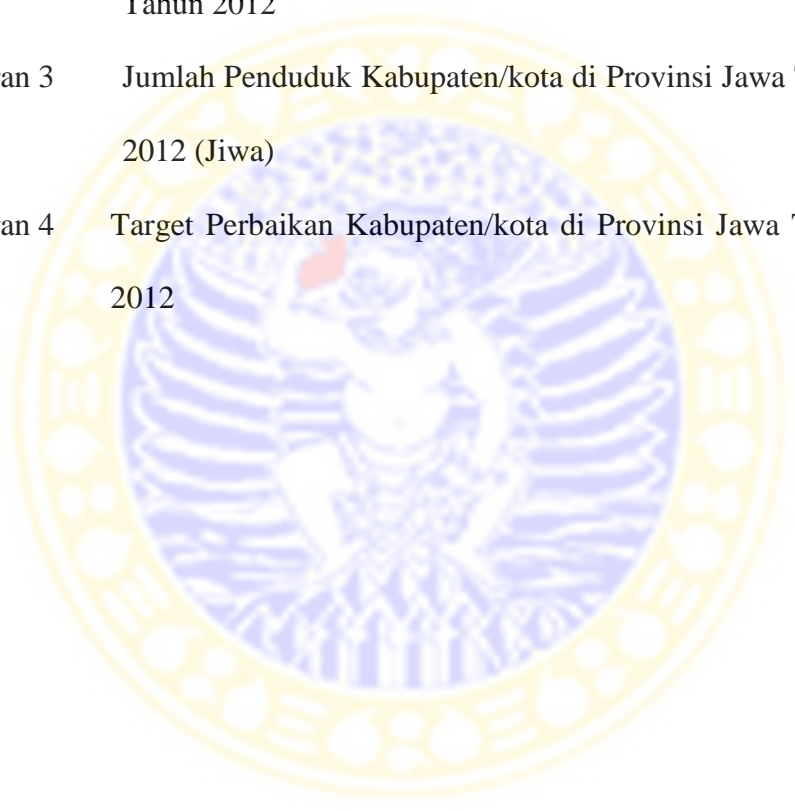 Tahun 2012
an 3 Jumlah Penduduk Kabupaten/kota di Provinsi Jawa
2012 (Jiwa)
an 4 Target Perbaikan Kabupaten/kota di Provinsi Jawa
2012